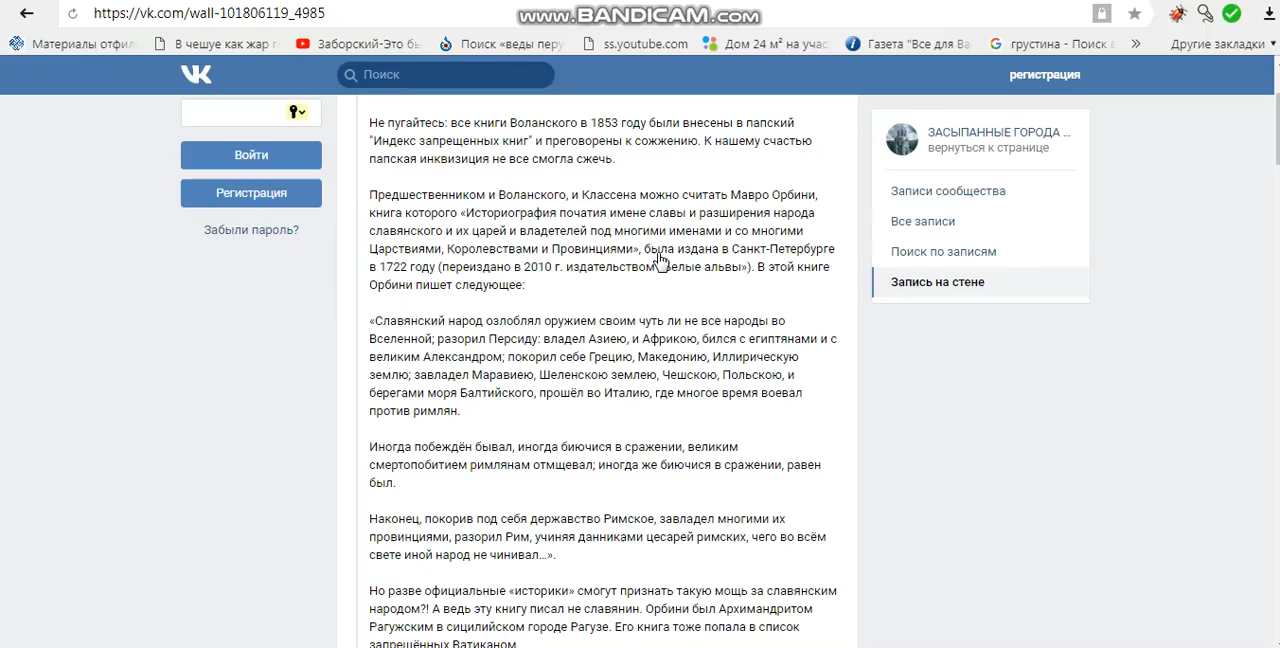 https://vk.com/wall-101806119_4985
www.BANDICAM.com
Материалы отфил
В чешуе как жар г
Заборский-Это бы
Поиск «веды перу
ss.youtube.com
Дом 24 м² на учас
Газета "Все для Ва
грустина - Поиск
Другие закладки
Поиск
регистрация
Войти
Регистрация
Забыли пароль?
Не пугайтесь: все книги Воланского в 1853 году были внесены в папский
"Индекс запрещенных книг" и преговорены к сожжению. К нашему счастью
папская инквизиция не все смогла сжечь.
Предшественником и Воланского, и Классена можно считать Мавро Орбини,
книга которого «Историография початия имене славы и разширения народа
славянского и их царей и владетелей под многими именами и со многими
Царствиями, Королевствами и Провинциями», была издана в Санкт-Петербурге
в 1722 году (переиздано в 2010 г. издательством елые альвы»). В этой книге
Орбини пишет следующее:
«Славянский народ озлоблял оружием своим чуть ли не все народы во
Вселенной; разорил Персиду: владел Азиею, и Африкою, бился с египтянами и с
великим Александром; покорил себе Грецию, Македонию, Иллирическую
землю; завладел Маравиею, Шеленскою землею, Чешскою, Польскою, и
берегами моря Балтийского, прошёл во Италию, где многое время воевал
против римлян.
Иногда побеждён бывал, иногда биючися в сражении, великим
смертопобитием римлянам отмщевал; иногда же биючися в сражении, равен
был.
Наконец, покорив под себя державство Римское, завладел многими их
провинциями, разорил Рим, учиняя данниками цесарей римских, чего во всём
свете иной народ не чинивал…».
Но разве официальные «историки» смогут признать такую мощь за славянским
народом?! А ведь эту книгу писал не славянин. Орбини был Архимандритом
Рагужским в сицилийском городе Рагузе. Его книга тоже попала в список
запрещённых Ватиканом
ЗАСЫПАННЫЕ ГОРОДА ...
вернуться к странице
Записи сообщества
Все записи
Поиск по записям
Запись на стене